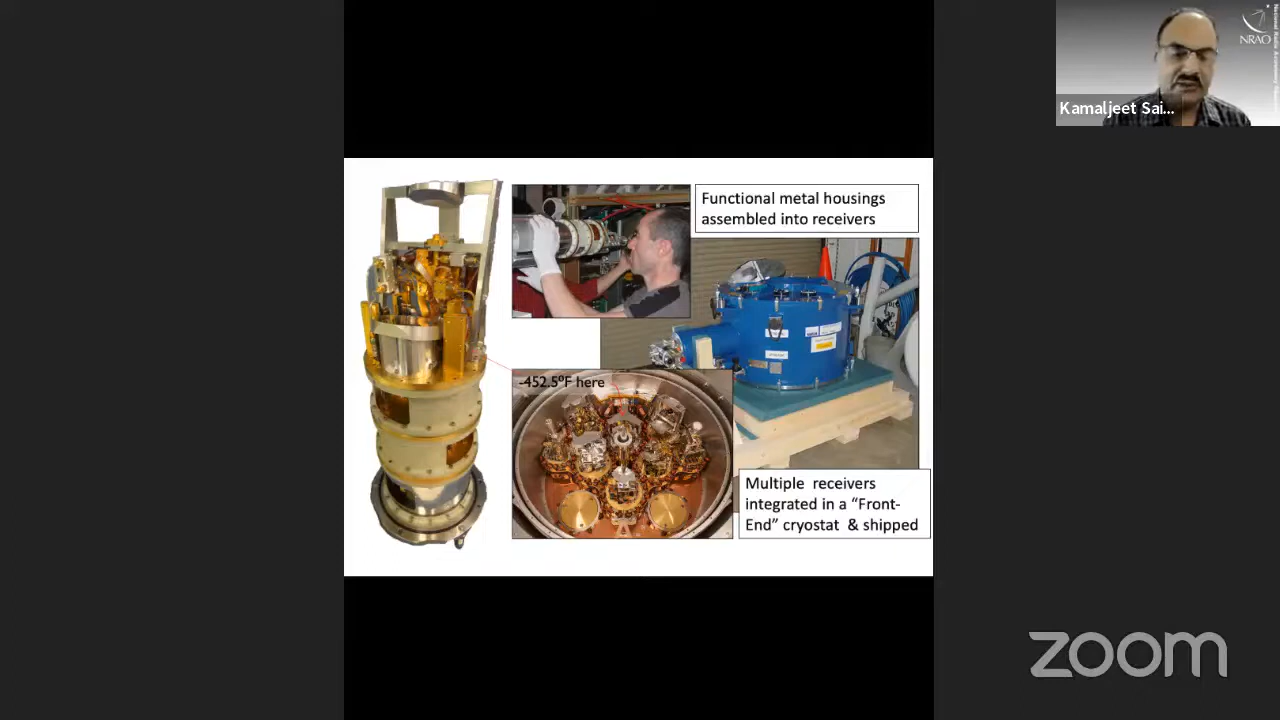 NRAO
Kamaljeet Sai...
Functional metal housings
assembled into receivers
-452.5°F here
Multiple receivers
integrated in a “Front-
End” cryostat & shipped
zoom